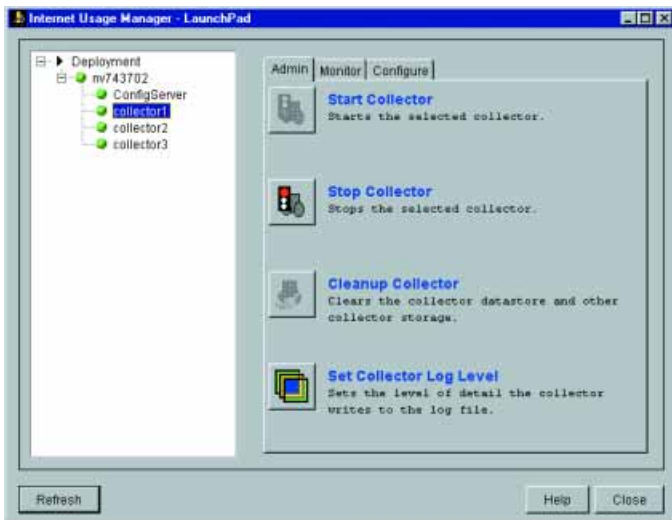 Internet Usage Manager - LaunchPad
Deployment
nv743702
ConfigServer
collector1
collector2
collector3
Admin
Monitor
Configure
Start Collector
Starts the selected collector.
Stop Collector
Stops the selected collector.
Cleanup Collector
Clears the collector datastore and other
collector storage.
Set Collector Log Level
Sets the level of detail the collector
writes to the log file.
Refresh
Help
Close